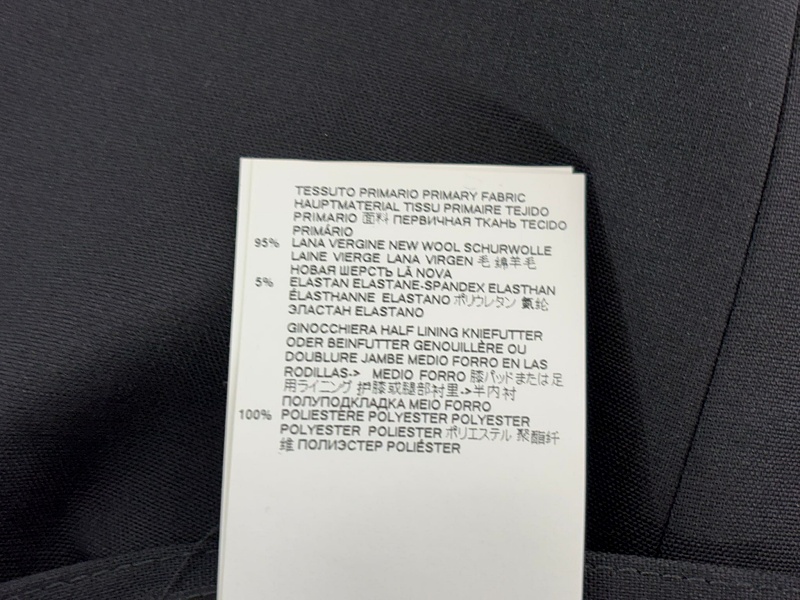 TESSUTO PRIMARIO PRIMARY FABRIC
HAUPTMATERIAL TISSU PRIMAIRE TEJIDO
PRIMARIO 面料 ПЕРВИЧНАЯ ТКАНЬ TECIDO
PRIMÁRIO
95% LANA VERGINE NEW WOOL SCHURWOLLE
LAINE VIERGE LANA VIRGEN 毛 绵羊毛
НОВАЯ ШЕРСТЬ LÃ NOVA
5% ELASTAN ELASTANE-SPANDEX ELASTHAN
ÉLASTHANNE ELASTANO ポリウレタン 氨纶
ЭЛАСТАН ELASTANO
GINOCCHIERA HALF LINING KNIEFUTTER
ODER BEINFUTTER GENOUILLÈRE OU
DOUBLURE JAMBE MEDIO FORRO EN LAS
RODILLAS-> MEDIO FORRO 膝パッドまたは足
用ライニング 护膝或腿部衬里->半内衬
ПОЛУПОДКЛАДКА MEIO FORRO
100% POLIESTERE POLYESTER POLYESTER
POLYESTER POLIESTER ポリエステル 聚酯纤
维 ПОЛИЭСТЕР POLIÉSTER